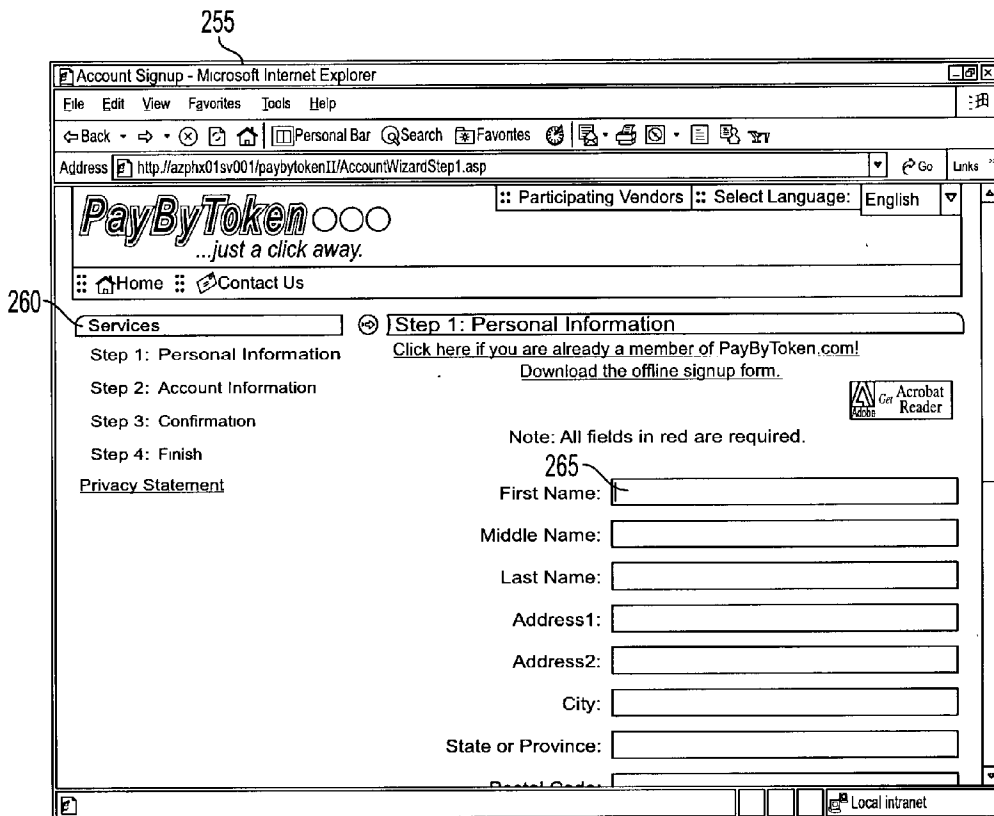 255
Account Signup - Microsoft Internet Explorer
File Edit View Favorites Tools Help
Back Personal Bar Search Favorites
Address http://azphx01sv001/paybytokenII/AccountWizardStep1.asp Go Links »
PayByToken
...just a click away.
Participating Vendors Select Language: English
Home Contact Us
260
Services
Step 1: Personal Information
Step 2: Account Information
Step 3: Confirmation
Step 4: Finish
Privacy Statement
Step 1: Personal Information
Click here if you are already a member of PayByToken.com!
Download the offline signup form.
Adobe Get Acrobat
Reader
Note: All fields in red are required.
265
First Name:
Middle Name:
Last Name:
Address1:
Address2:
City:
State or Province:
Postal Code:
Local intranet